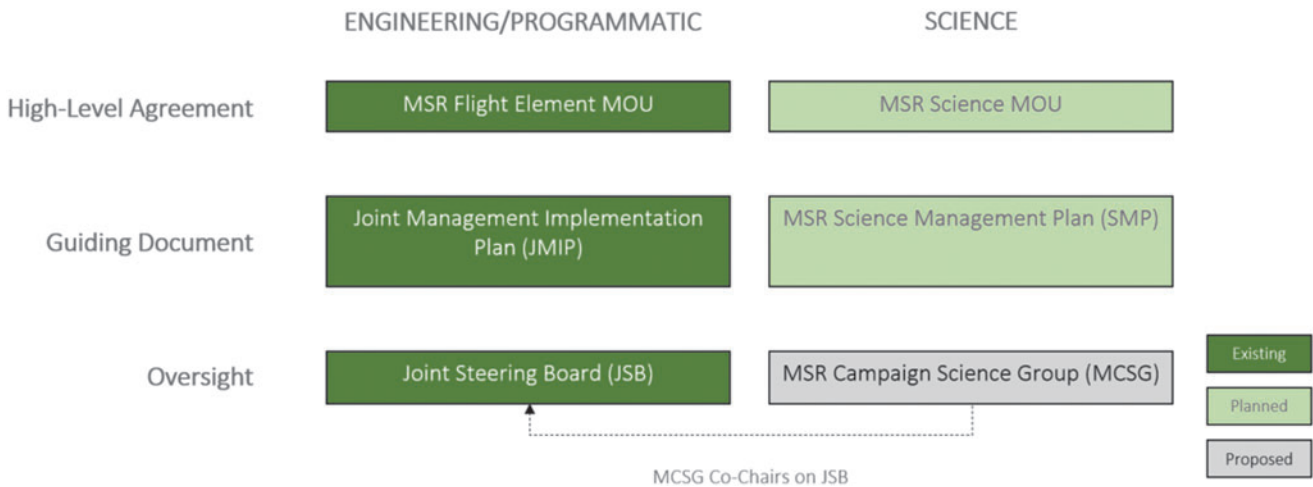 ENGINEERING/PROGRAMMATIC
SCIENCE
High-Level Agreement
MSR Flight Element MOU
MSR Science MOU
Guiding Document
Joint Management Implementation
Plan (JMIP)
MSR Science Management Plan (SMP)
Oversight
Joint Steering Board (JSB)
MSR Campaign Science Group (MCSG)
MCSG Co-Chairs on JSB
Existing
Planned
Proposed